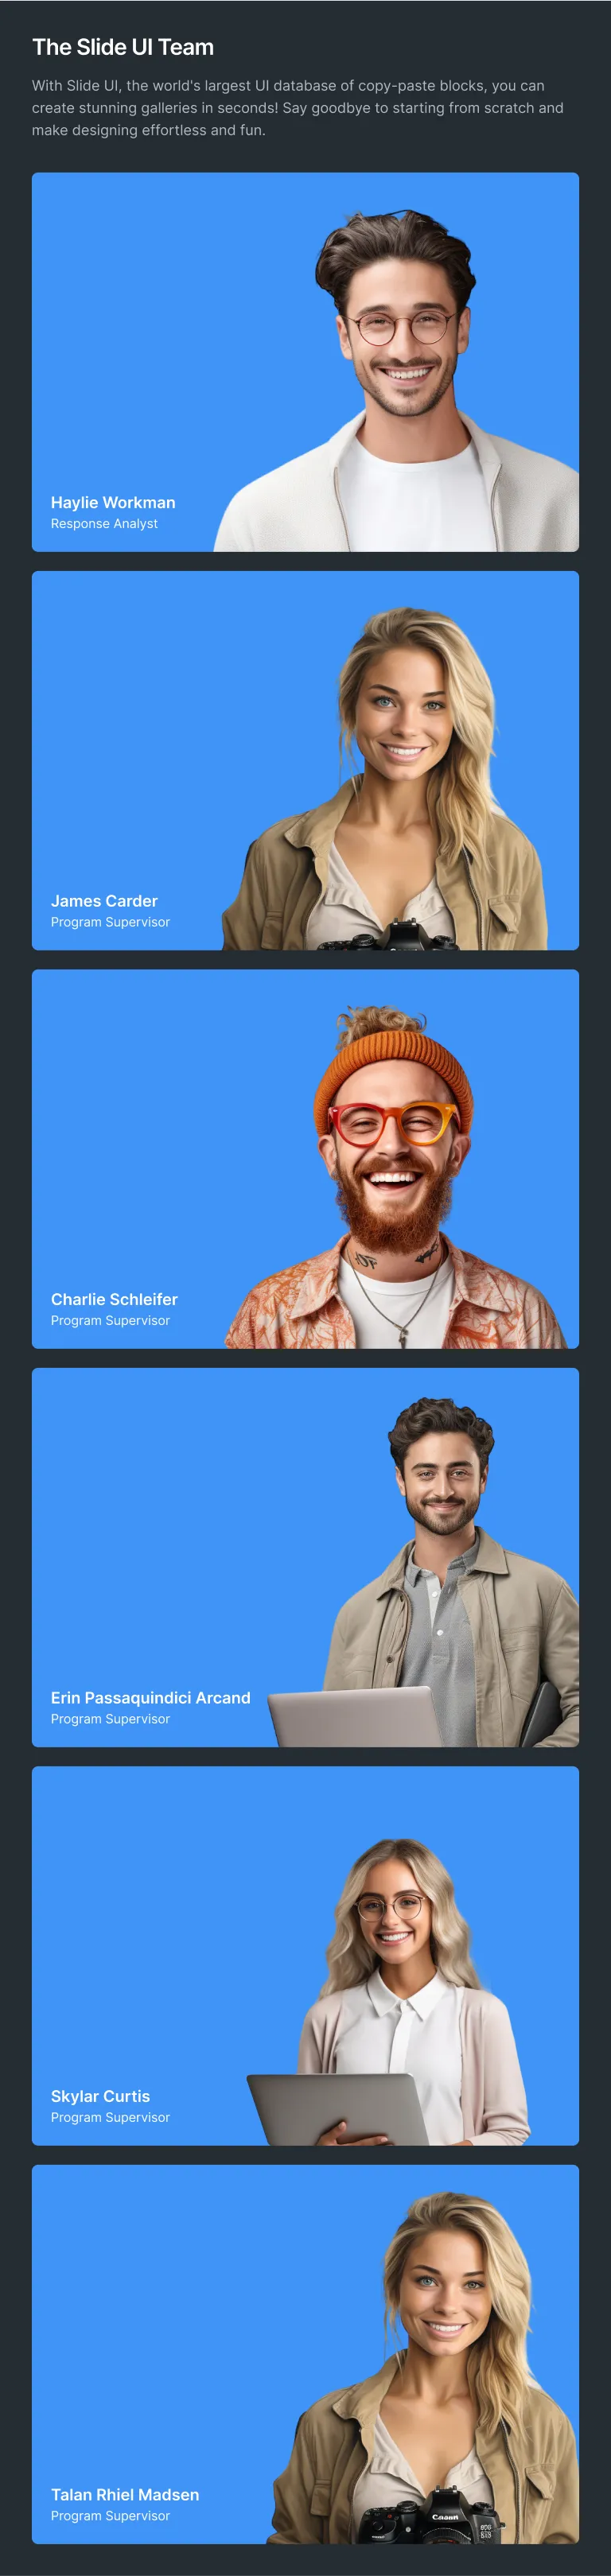 The Slide UI Team
With Slide UI, the world's largest UI database of copy-paste blocks, you can
create stunning galleries in seconds! Say goodbye to starting from scratch and
make designing effortless and fun.
Haylie Workman
Response Analyst
James Carder
Program Supervisor
Charlie Schleifer
Program Supervisor
Erin Passaquindici Arcand
Program Supervisor
Skylar Curtis
Program Supervisor
Talan Rhiel Madsen
Program Supervisor